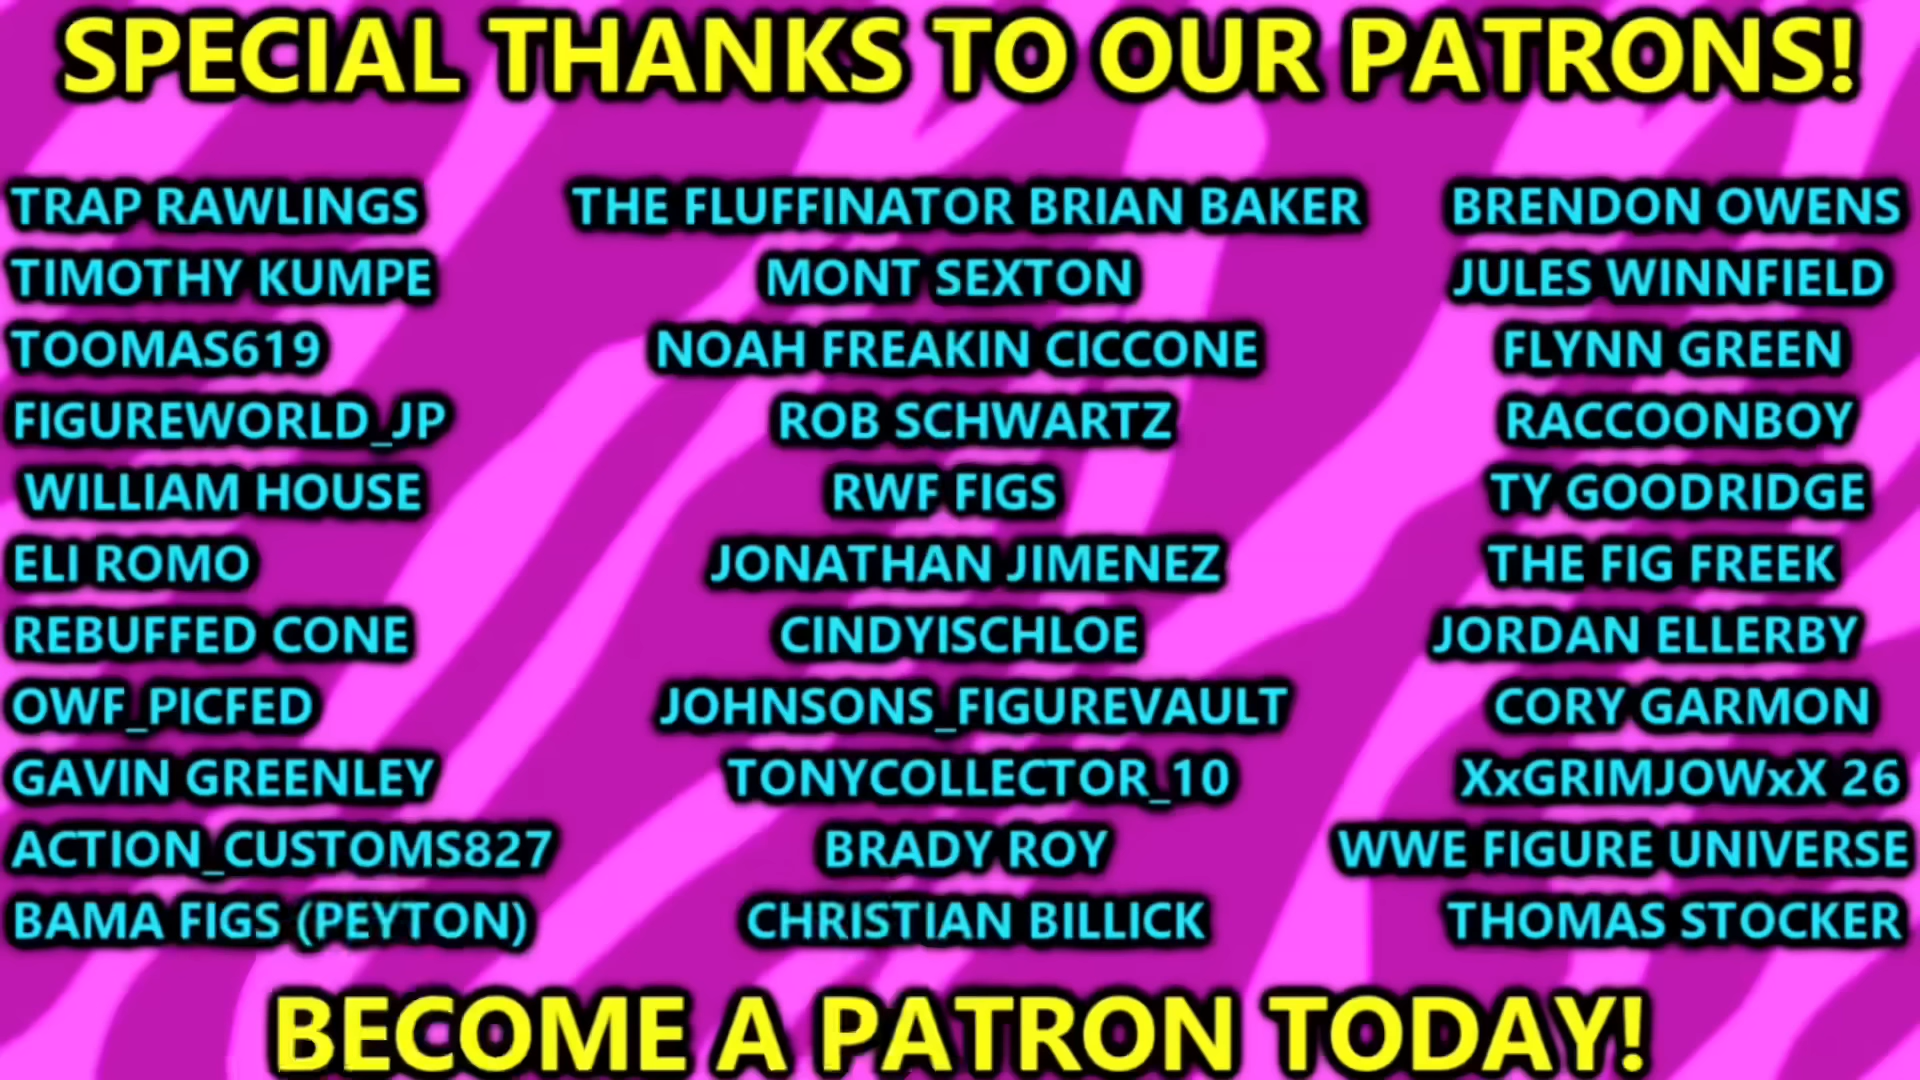 SPECIAL THANKS TO OUR PATRONS!
TRAP RAWLINGS THE FLUFFINATOR BRIAN BAKER BRENDON OWENS
TIMOTHY KUMPE MONT SEXTON JULES WINNFIELD
TOOMAS619 NOAH FREAKIN CICCONE FLYNN GREEN
FIGUREWORLD_JP ROB SCHWARTZ RACCOONBOY
WILLIAM HOUSE RWF FIGS TY GOODRIDGE
ELI ROMO JONATHAN JIMENEZ THE FIG FREEK
REBUFFED CONE CINDYISCHLOE JORDAN ELLERBY
OWF_PICFED JOHNSONS_FIGUREVAULT CORY GARMON
GAVIN GREENLEY TONYCOLLECTOR_10 XxGRIMJOWxX 26
ACTION_CUSTOMS827 BRADY ROY WWE FIGURE UNIVERSE
BAMA FIGS (PEYTON) CHRISTIAN BILLICK THOMAS STOCKER
BECOME A PATRON TODAY!